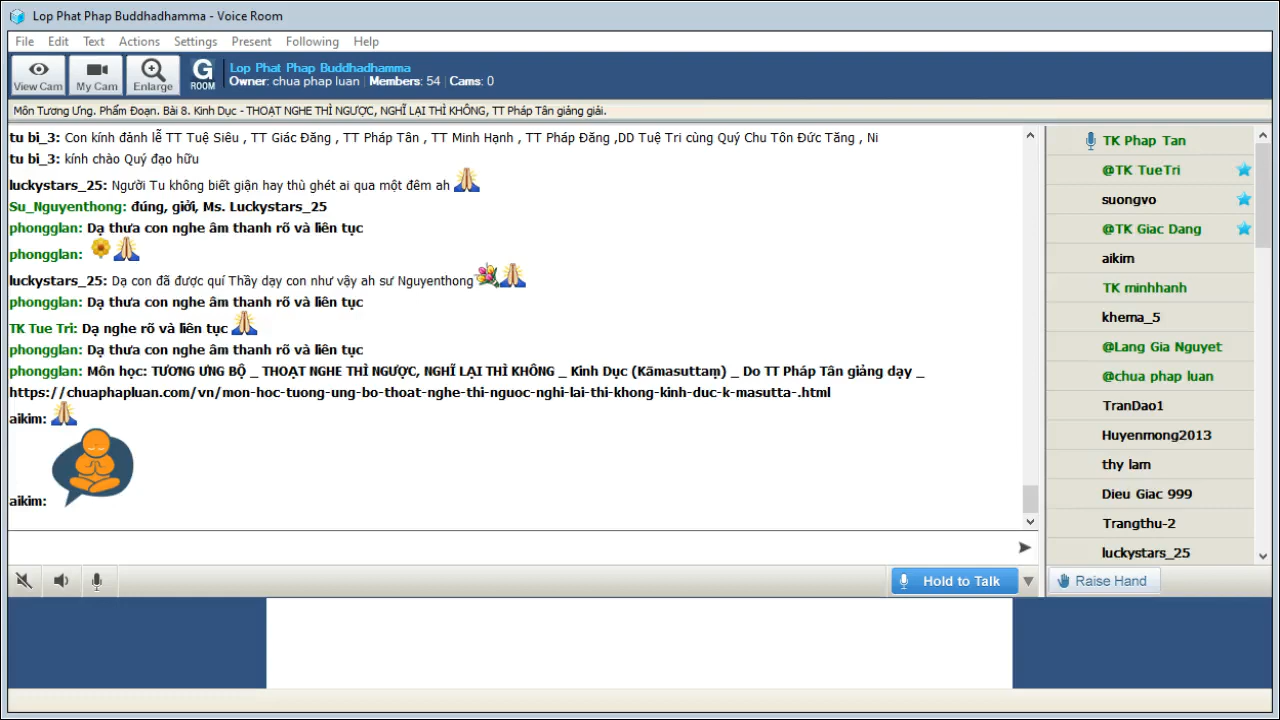 Lop Phat Phap Buddhadhamma - Voice Room
File Edit Text Actions Settings Present Following Help
View Cam My Cam Enlarge G ROOM
Lop Phat Phap Buddhadhamma
Owner: chua phap luan Members: 54 Cams: 0
Môn Tương Ưng. Phẩm Đoạn. Bài 8. Kinh Dục - THOẠT NGHE THÌ NGƯỢC, NGHĨ LẠI THÌ KHÔNG, TT Pháp Tân giảng giải.
tu bi_3: Con kính đảnh lễ TT Tuệ Siêu , TT Giác Đăng , TT Pháp Tân , TT Minh Hạnh , TT Pháp Đăng ,DD Tuệ Tri cùng Quý Chu Tôn Đức Tăng , Ni
tu bi_3: kính chào Quý đạo hữu
luckystars_25: Người Tu không biết giận hay thù ghét ai qua một đêm ah
Su_Nguyenthong: đúng, giới, Ms. Luckystars_25
phongglan: Dạ thưa con nghe âm thanh rõ và liên tục
phongglan:
luckystars_25: Dạ con đã được quí Thầy dạy con như vậy ah sư Nguyenthong
phongglan: Dạ thưa con nghe âm thanh rõ và liên tục
TK Tue Tri: Dạ nghe rõ và liên tục
phongglan: Dạ thưa con nghe âm thanh rõ và liên tục
phongglan: Môn học: TƯƠNG ƯNG BỘ _ THOẠT NGHE THÌ NGƯỢC, NGHĨ LẠI THÌ KHÔNG _ Kinh Dục (Kāmasuttaṃ) _ Do TT Pháp Tân giảng dạy _
https://chuaphapluan.com/vn/mon-hoc-tuong-ung-bo-thoat-nghe-thi-nguoc-nghi-lai-thi-khong-kinh-duc-k-masutta-.html
aikim:
aikim:
TK Phap Tan
@TK TueTri
suongvo
@TK Giac Dang
aikim
TK minhhanh
khema_5
@Lang Gia Nguyet
@chua phap luan
TranDao1
Huyenmong2013
thy lam
Dieu Giac 999
Trangthu-2
luckystars_25
Hold to Talk
Raise Hand